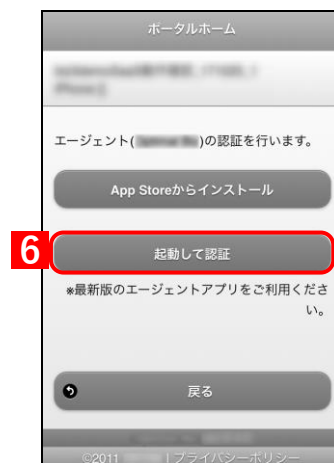 ポータルホーム
エージェント( )の認証を行います。
App Storeからインストール
6
起動して認証
※最新版のエージェントアプリをご利用くださ
い。
戻る
©2011 | プライバシーポリシー